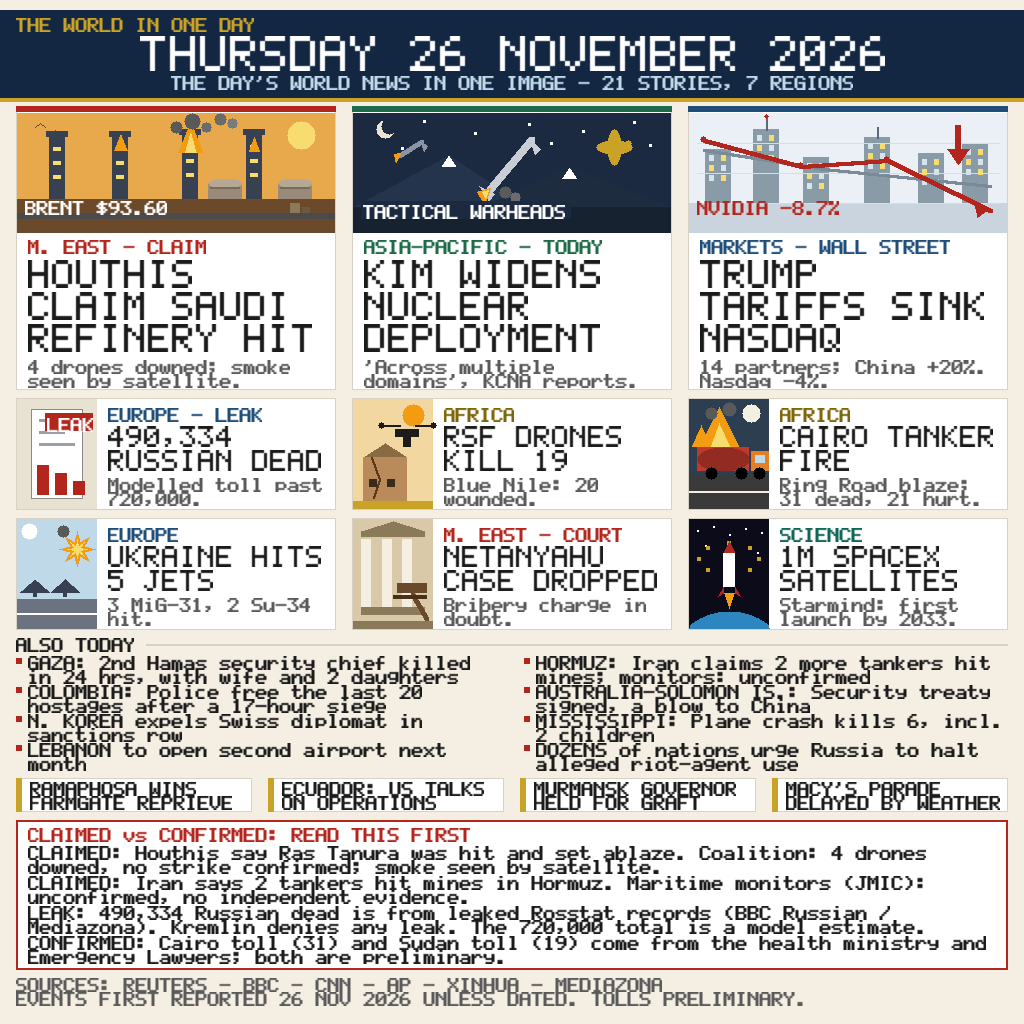 THE WORLD IN ONE DAY
THURSDAY 26 NOVEMBER 2026
THE DAY'S WORLD NEWS IN ONE IMAGE - 21 STORIES, 7 REGIONS
BRENT $93.60
M. EAST - CLAIM
HOUTHIS
CLAIM SAUDI
REFINERY HIT
4 drones downed; smoke
seen by satellite.
TACTICAL WARHEADS
ASIA-PACIFIC - TODAY
KIM WIDENS
NUCLEAR
DEPLOYMENT
'Across multiple
domains', KCNA reports.
NVIDIA -8.7%
MARKETS - WALL STREET
TRUMP
TARIFFS SINK
NASDAQ
14 partners; China +20%.
Nasdaq -4%.
LEAK
EUROPE - LEAK
490,334
RUSSIAN DEAD
Modelled toll past
720,000.
AFRICA
RSF DRONES
KILL 19
Blue Nile: 20
wounded.
AFRICA
CAIRO TANKER
FIRE
Ring Road blaze;
31 dead, 21 hurt.
EUROPE
UKRAINE HITS
5 JETS
3 MiG-31, 2 Su-34
hit.
M. EAST - COURT
NETANYAHU
CASE DROPPED
Bribery charge in
doubt.
SCIENCE
1M SPACEX
SATELLITES
Starmind: first
launch by 2033.
ALSO TODAY
GAZA: 2nd Hamas security chief killed
in 24 hrs, with wife and 2 daughters
COLOMBIA: Police free the last 20
hostages after a 17-hour siege
N. KOREA expels Swiss diplomat in
sanctions row
LEBANON to open second airport next
month
HORMUZ: Iran claims 2 more tankers hit
mines; monitors: unconfirmed
AUSTRALIA-SOLOMON IS.: Security treaty
signed, a blow to China
MISSISSIPPI: Plane crash kills 6, incl.
2 children
DOZENS of nations urge Russia to halt
alleged riot-agent use
RAMAPHOSA WINS
FARMGATE REPRIEVE
ECUADOR: US TALKS
ON OPERATIONS
MURMANSK GOVERNOR
HELD FOR GRAFT
MACY'S PARADE
DELAYED BY WEATHER
CLAIMED vs CONFIRMED: READ THIS FIRST
CLAIMED: Houthis say Ras Tanura was hit and set ablaze. Coalition: 4 drones
downed, no strike confirmed; smoke seen by satellite.
CLAIMED: Iran says 2 tankers hit mines in Hormuz. Maritime monitors (JMIC):
unconfirmed, no independent evidence.
LEAK: 490,334 Russian dead is from leaked Rosstat records (BBC Russian /
Mediazona). Kremlin denies any leak. The 720,000 total is a model estimate.
CONFIRMED: Cairo toll (31) and Sudan toll (19) come from the health ministry and
Emergency Lawyers; both are preliminary.
SOURCES: REUTERS - BBC - CNN - AP - XINHUA - MEDIAZONA
EVENTS FIRST REPORTED 26 NOV 2026 UNLESS DATED. TOLLS PRELIMINARY.